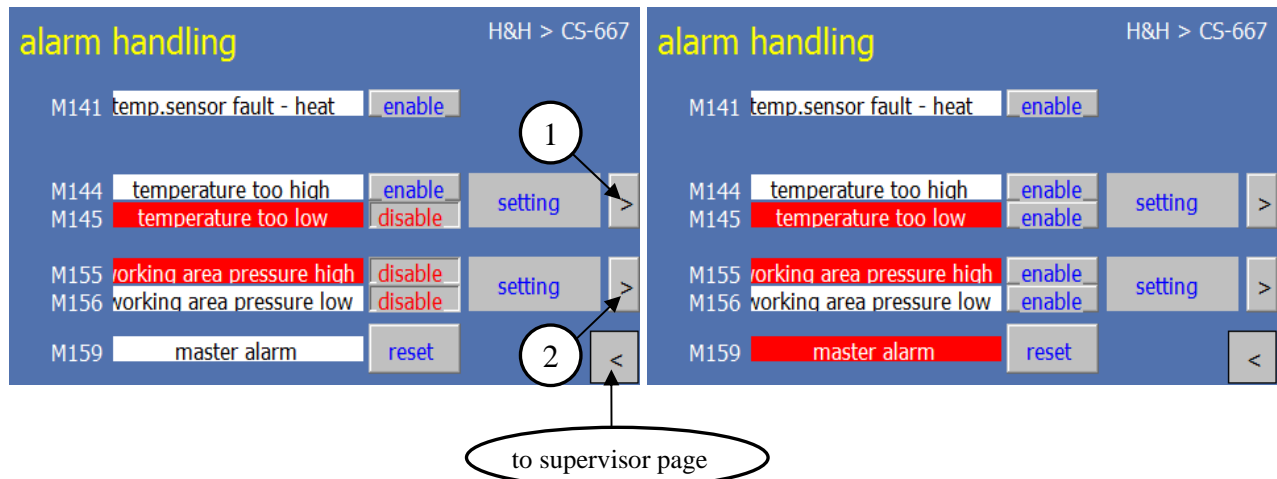 alarm handling H&H > CS-667
M141 temp.sensor fault - heat enable
1
M144 temperature too high enable
M145 temperature too low disable
setting >
M155 working area pressure high disable
M156 working area pressure low disable
setting >
M159 master alarm reset
2
<
alarm handling H&H > CS-667
M141 temp.sensor fault - heat enable
M144 temperature too high enable
M145 temperature too low enable
setting >
M155 working area pressure high enable
M156 working area pressure low enable
setting >
M159 master alarm reset
<
to supervisor page